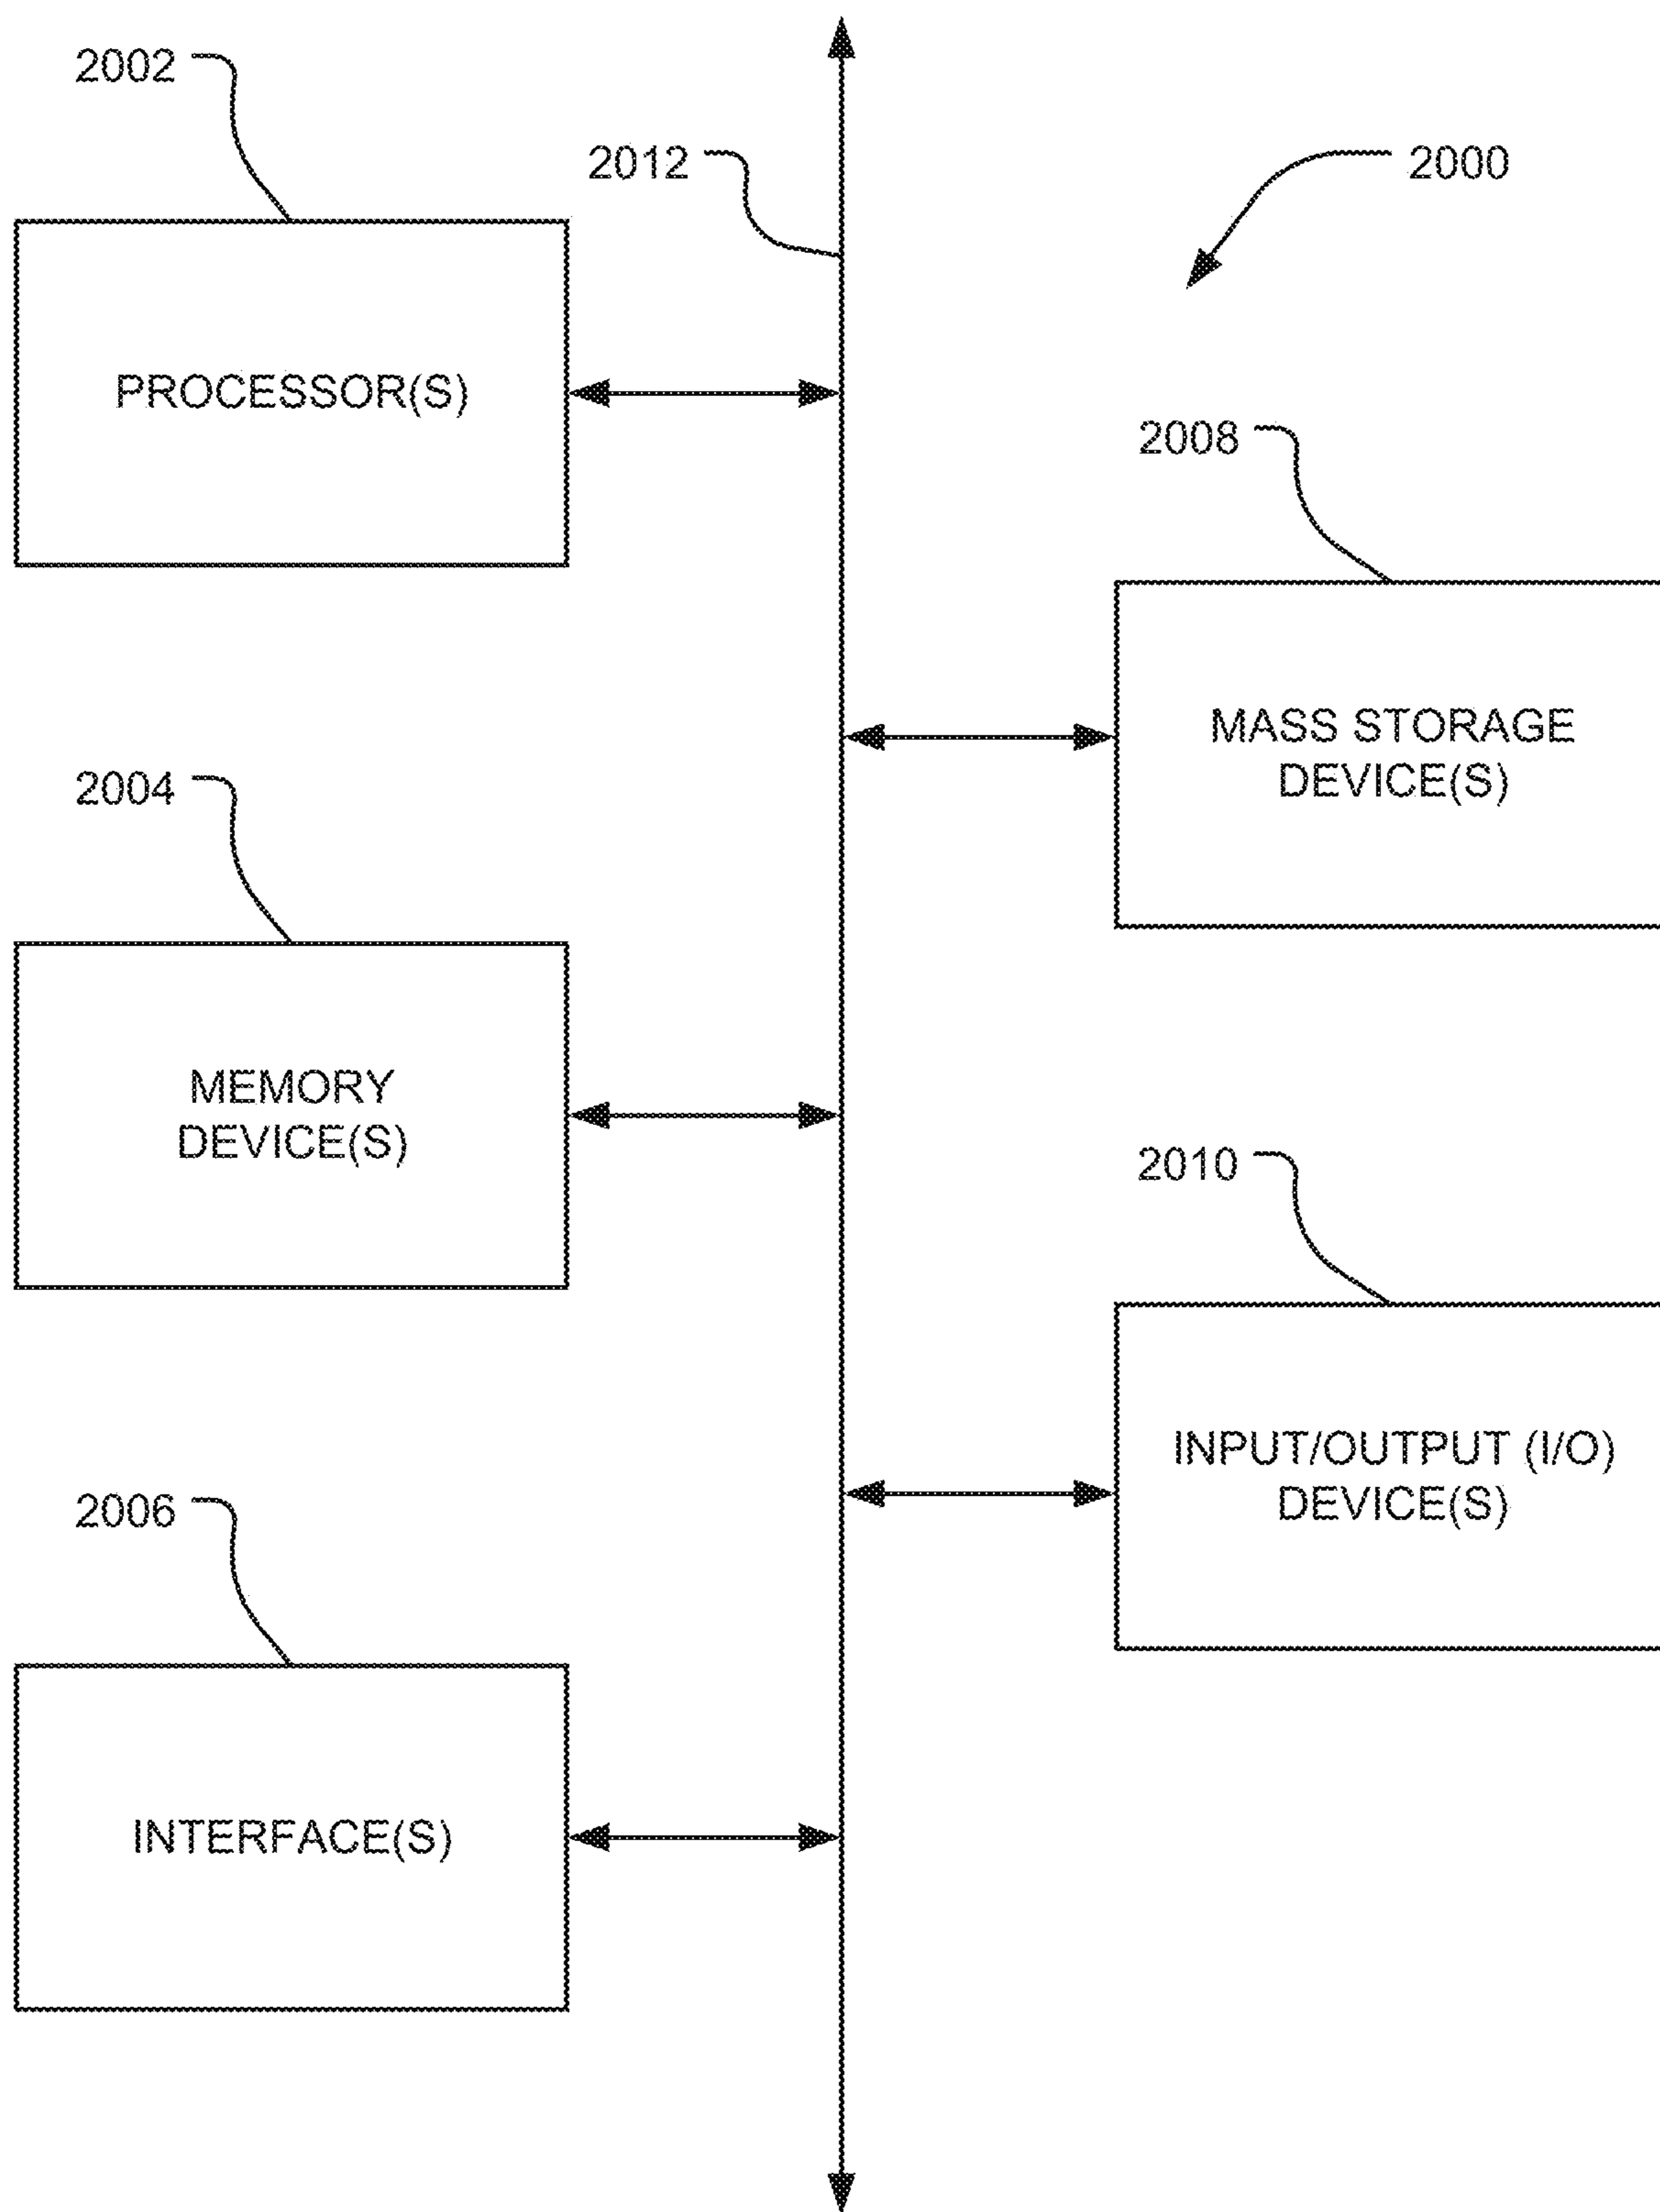 2002
2012
2000
PROCESSOR(S)
2008
MASS STORAGE
DEVICE(S)
2004
MEMORY
DEVICE(S)
2010
INPUT/OUTPUT (I/O)
DEVICE(S)
2006
INTERFACE(S)